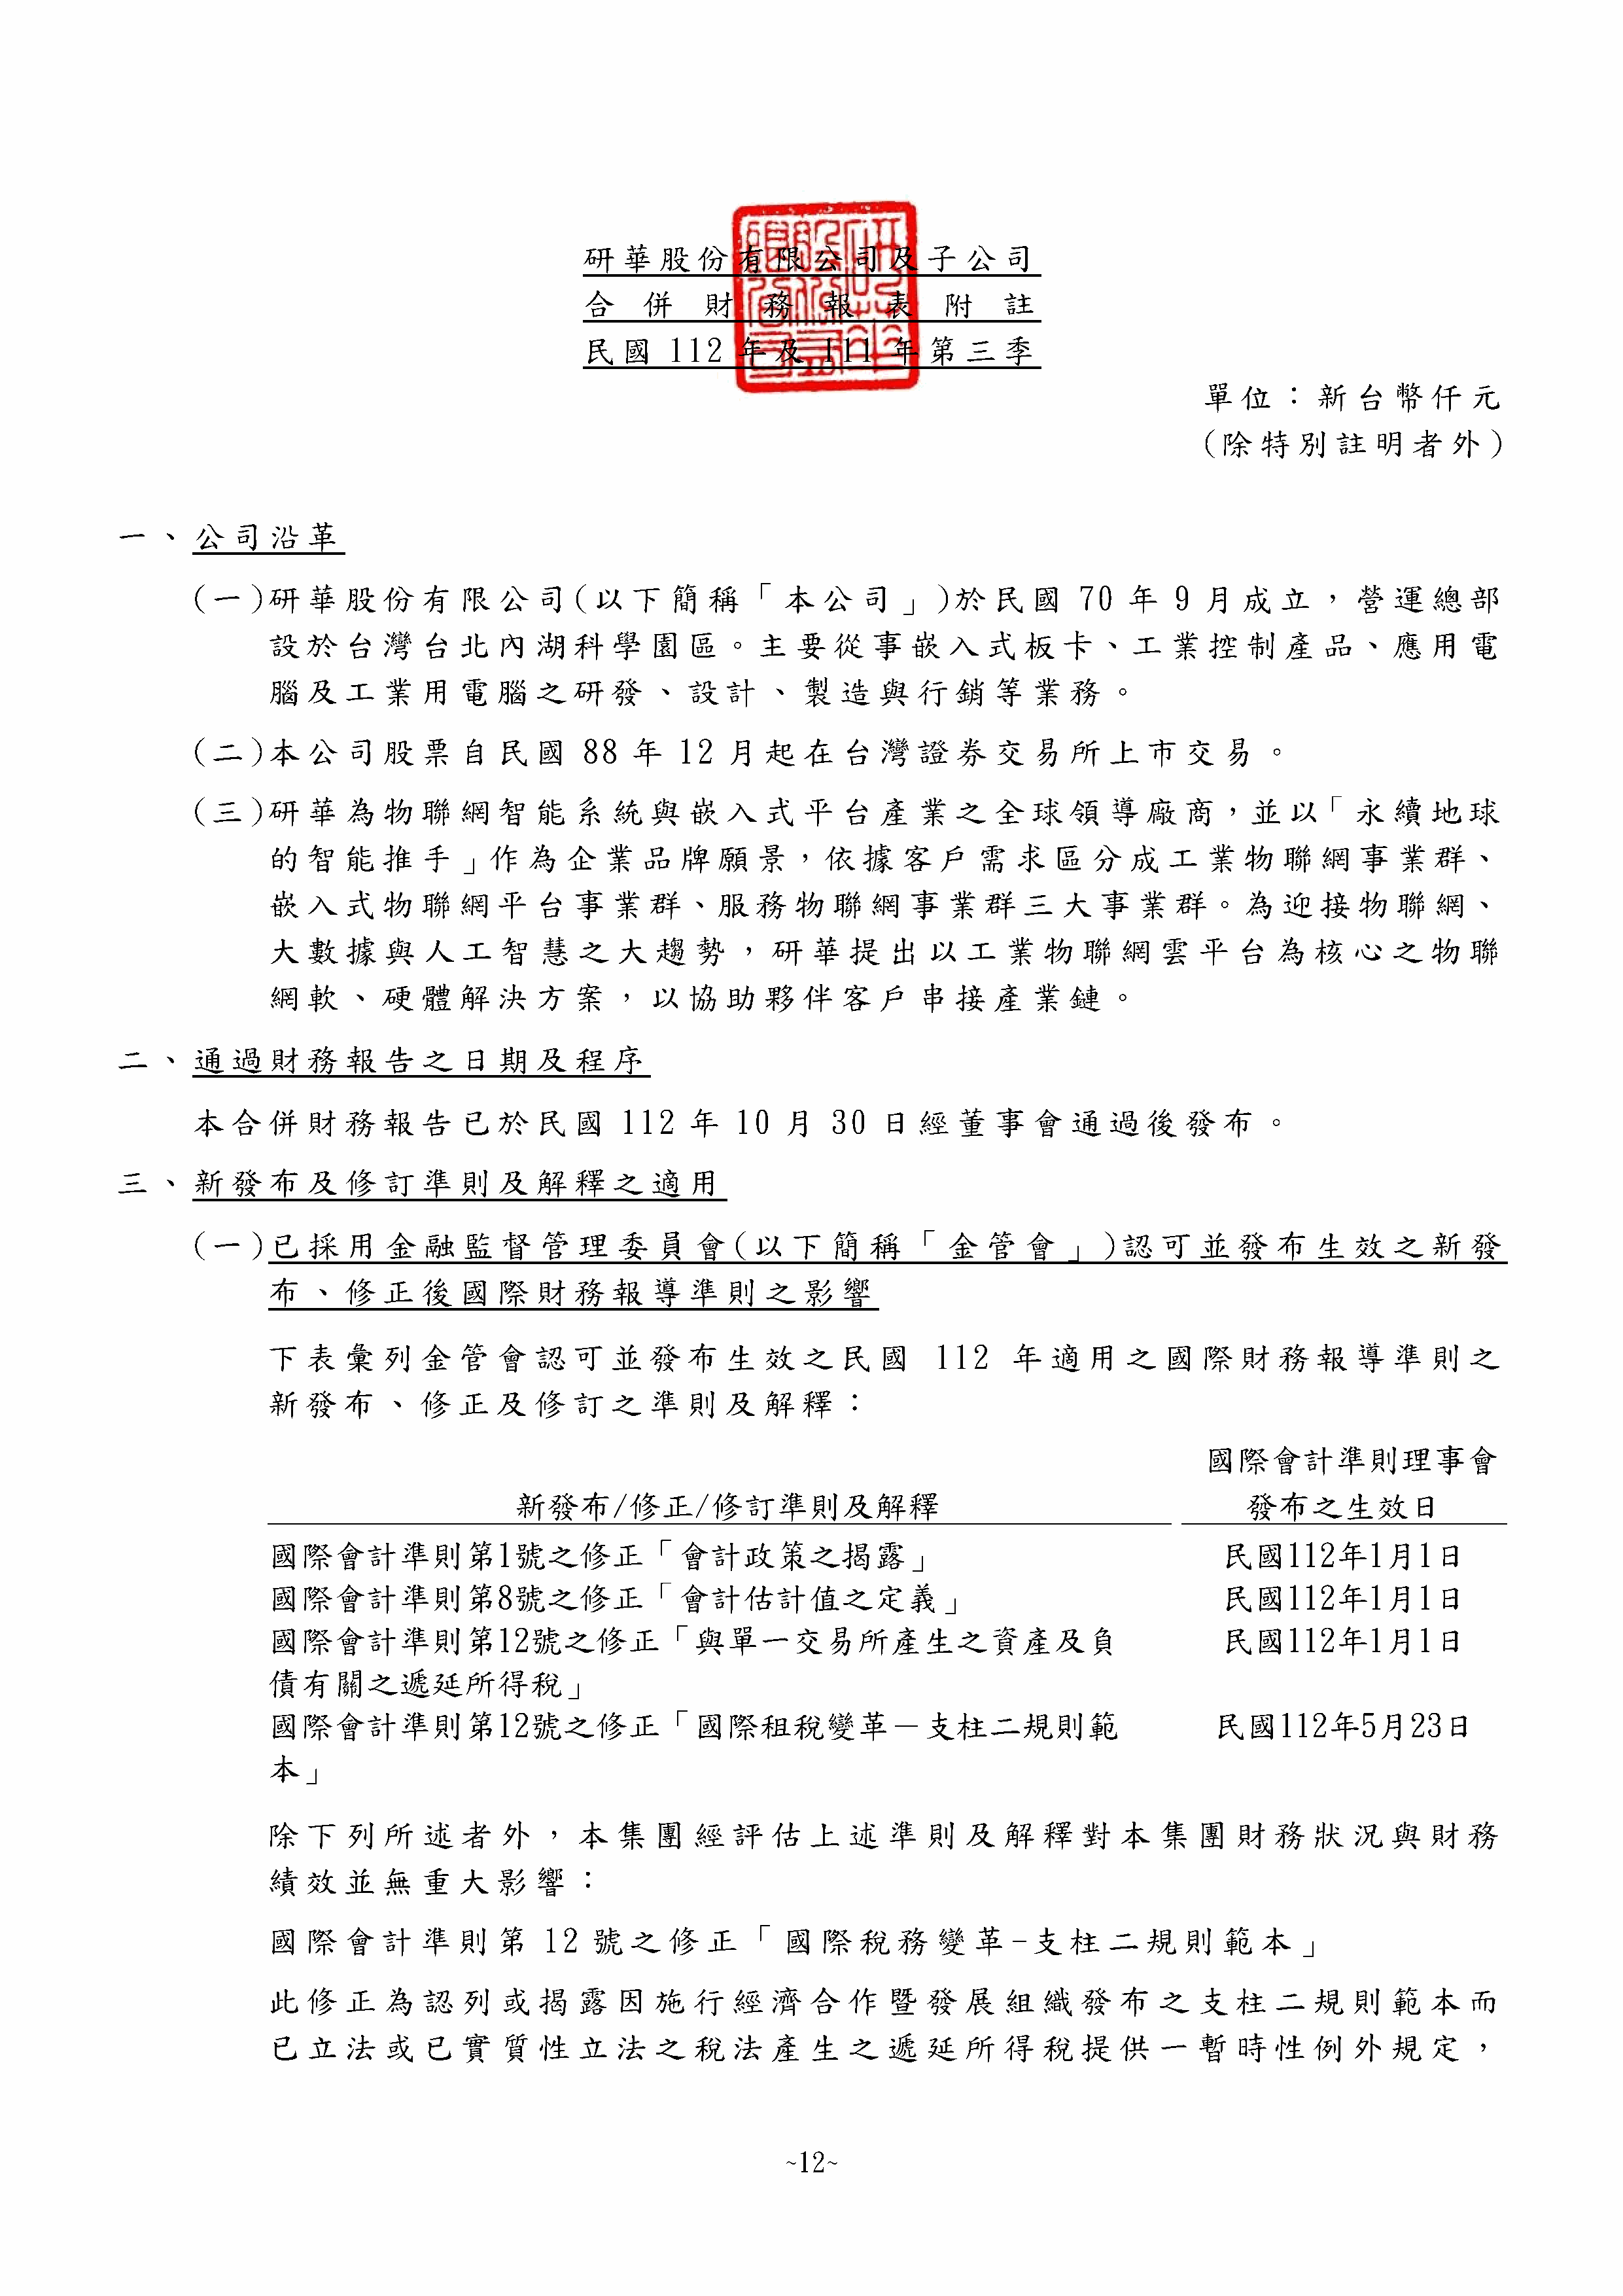 研華股份有限公司及子公司
合併財務報表附註
民國 112 年及 111 年第三季
單位：新台幣仟元
(除特別註明者外)
一、公司沿革
(一)研華股份有限公司(以下簡稱「本公司」)於民國 70 年 9 月成立，營運總部
設於台灣台北內湖科學園區。主要從事嵌入式板卡、工業控制產品、應用電
腦及工業用電腦之研發、設計、製造與行銷等業務。
(二)本公司股票自民國 88 年 12 月起在台灣證券交易所上市交易。
(三)研華為物聯網智能系統與嵌入式平台產業之全球領導廠商，並以「永續地球
的智能推手」作為企業品牌願景，依據客戶需求區分成工業物聯網事業群、
嵌入式物聯網平台事業群、服務物聯網事業群三大事業群。為迎接物聯網、
大數據與人工智慧之大趨勢，研華提出以工業物聯網雲平台為核心之物聯
網軟、硬體解決方案，以協助夥伴客戶串接產業鏈。
二、通過財務報告之日期及程序
本合併財務報告已於民國 112 年 10 月 30 日經董事會通過後發布。
三、新發布及修訂準則及解釋之適用
(一)已採用金融監督管理委員會(以下簡稱「金管會」)認可並發布生效之新發
布、修正後國際財務報導準則之影響
下表彙列金管會認可並發布生效之民國 112 年適用之國際財務報導準則之
新發布、修正及修訂之準則及解釋：
國際會計準則理事會
新發布/修正/修訂準則及解釋 發布之生效日
國際會計準則第1號之修正「會計政策之揭露」 民國112年1月1日
國際會計準則第8號之修正「會計估計值之定義」 民國112年1月1日
國際會計準則第12號之修正「與單一交易所產生之資產及負 民國112年1月1日
債有關之遞延所得稅」
國際會計準則第12號之修正「國際租稅變革－支柱二規則範 民國112年5月23日
本」
除下列所述者外，本集團經評估上述準則及解釋對本集團財務狀況與財務
績效並無重大影響：
國際會計準則第 12 號之修正「國際稅務變革-支柱二規則範本」
此修正為認列或揭露因施行經濟合作暨發展組織發布之支柱二規則範本而
已立法或已實質性立法之稅法產生之遞延所得稅提供一暫時性例外規定，
~12~